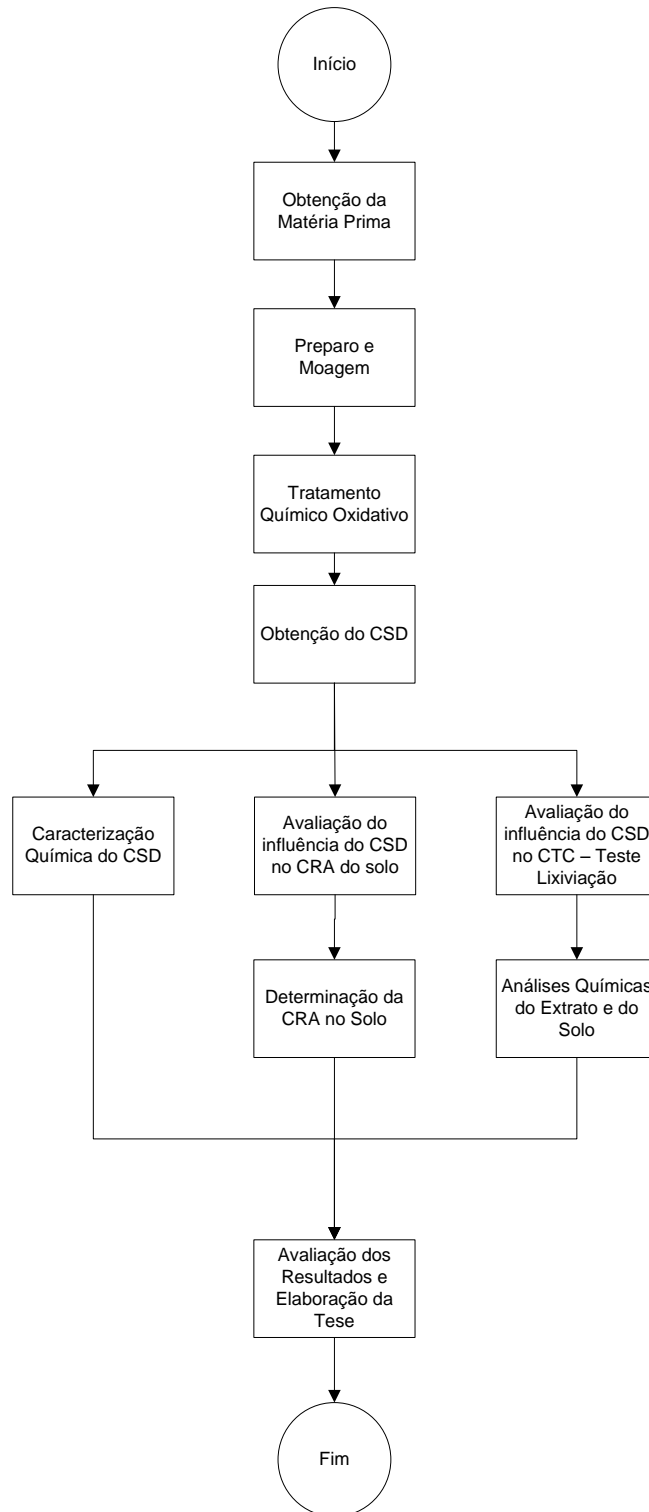 Início
Obtenção da
Matéria Prima
Preparo e
Moagem
Tratamento
Químico Oxidativo
Obtenção do CSD
Caracterização
Química do CSD
Avaliação do
influência do CSD
no CRA do solo
Avaliação do
influência do CSD
no CTC – Teste
Lixiviação
Determinação da
CRA no Solo
Análises Químicas
do Extrato e do
Solo
Avaliação dos
Resultados e
Elaboração da
Tese
Fim